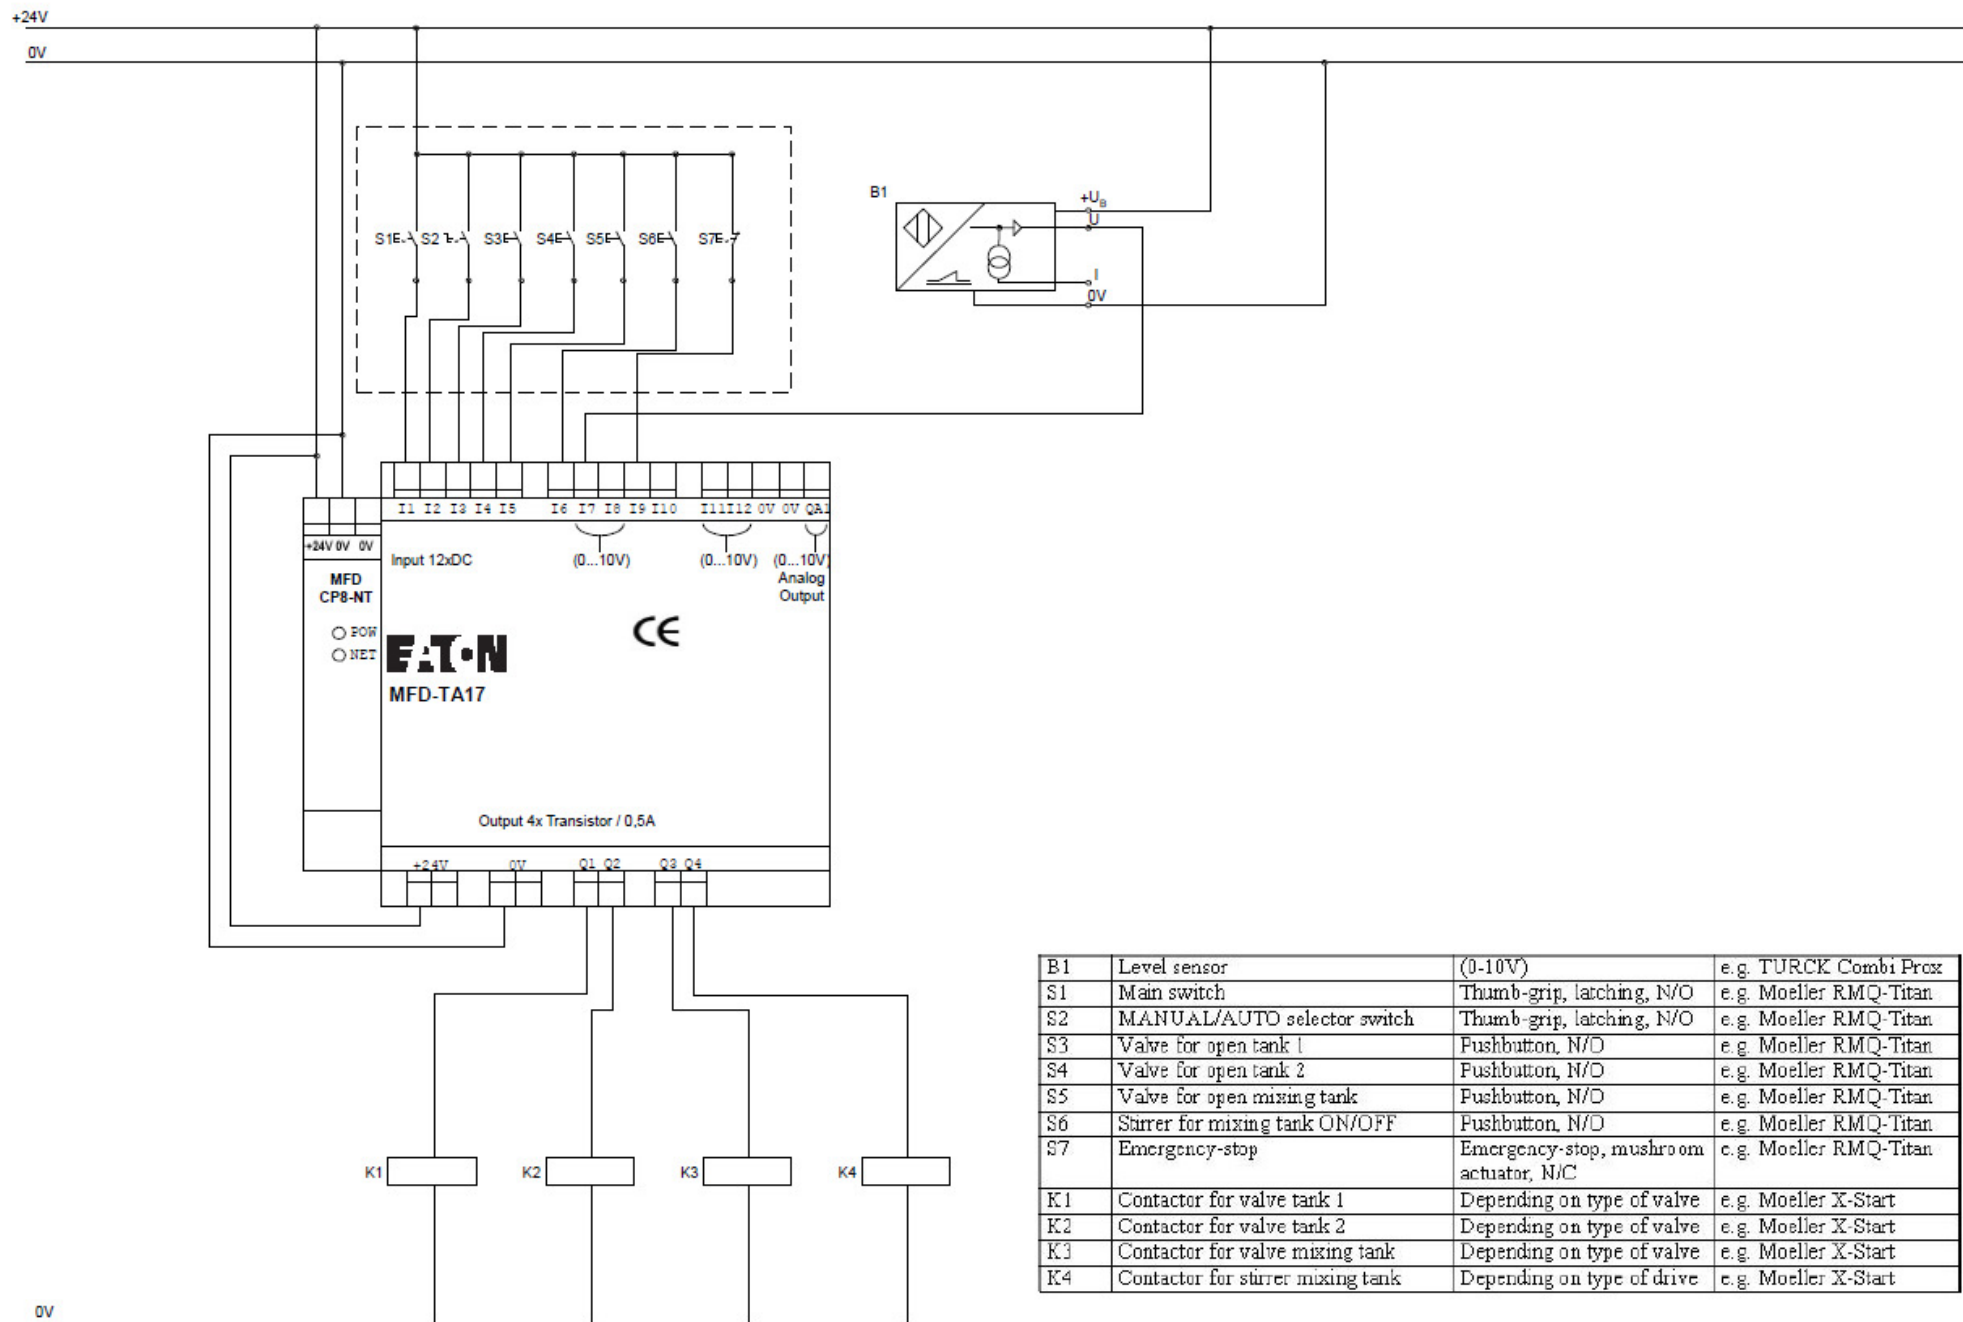 +24V
0V
S1 S2 S3 S4 S5 S6 S7
B1
+UB
U
I
0V
I1 I2 I3 I4 I5 I6 I7 I8 I9 I10 I11 I12 0V 0V QA1
+24V 0V 0V
Input 12xDC
(0...10V)
(0...10V)
(0...10V)
Analog
Output
MFD
CP8-NT
POW
NET
CE
EATON
MFD-TA17
Output 4x Transistor / 0,5A
+24V 0V Q1 Q2 Q3 Q4
K1 K2 K3 K4
0V
B1 Level sensor (0-10V) e.g. TURCK Combi Prox
S1 Main switch Thumb-grip, latching, N/O e.g. Moeller RMQ-Titan
S2 MANUAL/AUTO selector switch Thumb-grip, latching, N/O e.g. Moeller RMQ-Titan
S3 Valve for open tank 1 Pushbutton, N/O e.g. Moeller RMQ-Titan
S4 Valve for open tank 2 Pushbutton, N/O e.g. Moeller RMQ-Titan
S5 Valve for open mixing tank Pushbutton, N/O e.g. Moeller RMQ-Titan
S6 Stirrer for mixing tank ON/OFF Pushbutton, N/O e.g. Moeller RMQ-Titan
S7 Emergency-stop Emergency-stop, mushroom e.g. Moeller RMQ-Titan
actuator, N/C
K1 Contactor for valve tank 1 Depending on type of valve e.g. Moeller X-Start
K2 Contactor for valve tank 2 Depending on type of valve e.g. Moeller X-Start
K3 Contactor for valve mixing tank Depending on type of valve e.g. Moeller X-Start
K4 Contactor for stirrer mixing tank Depending on type of drive e.g. Moeller X-Start